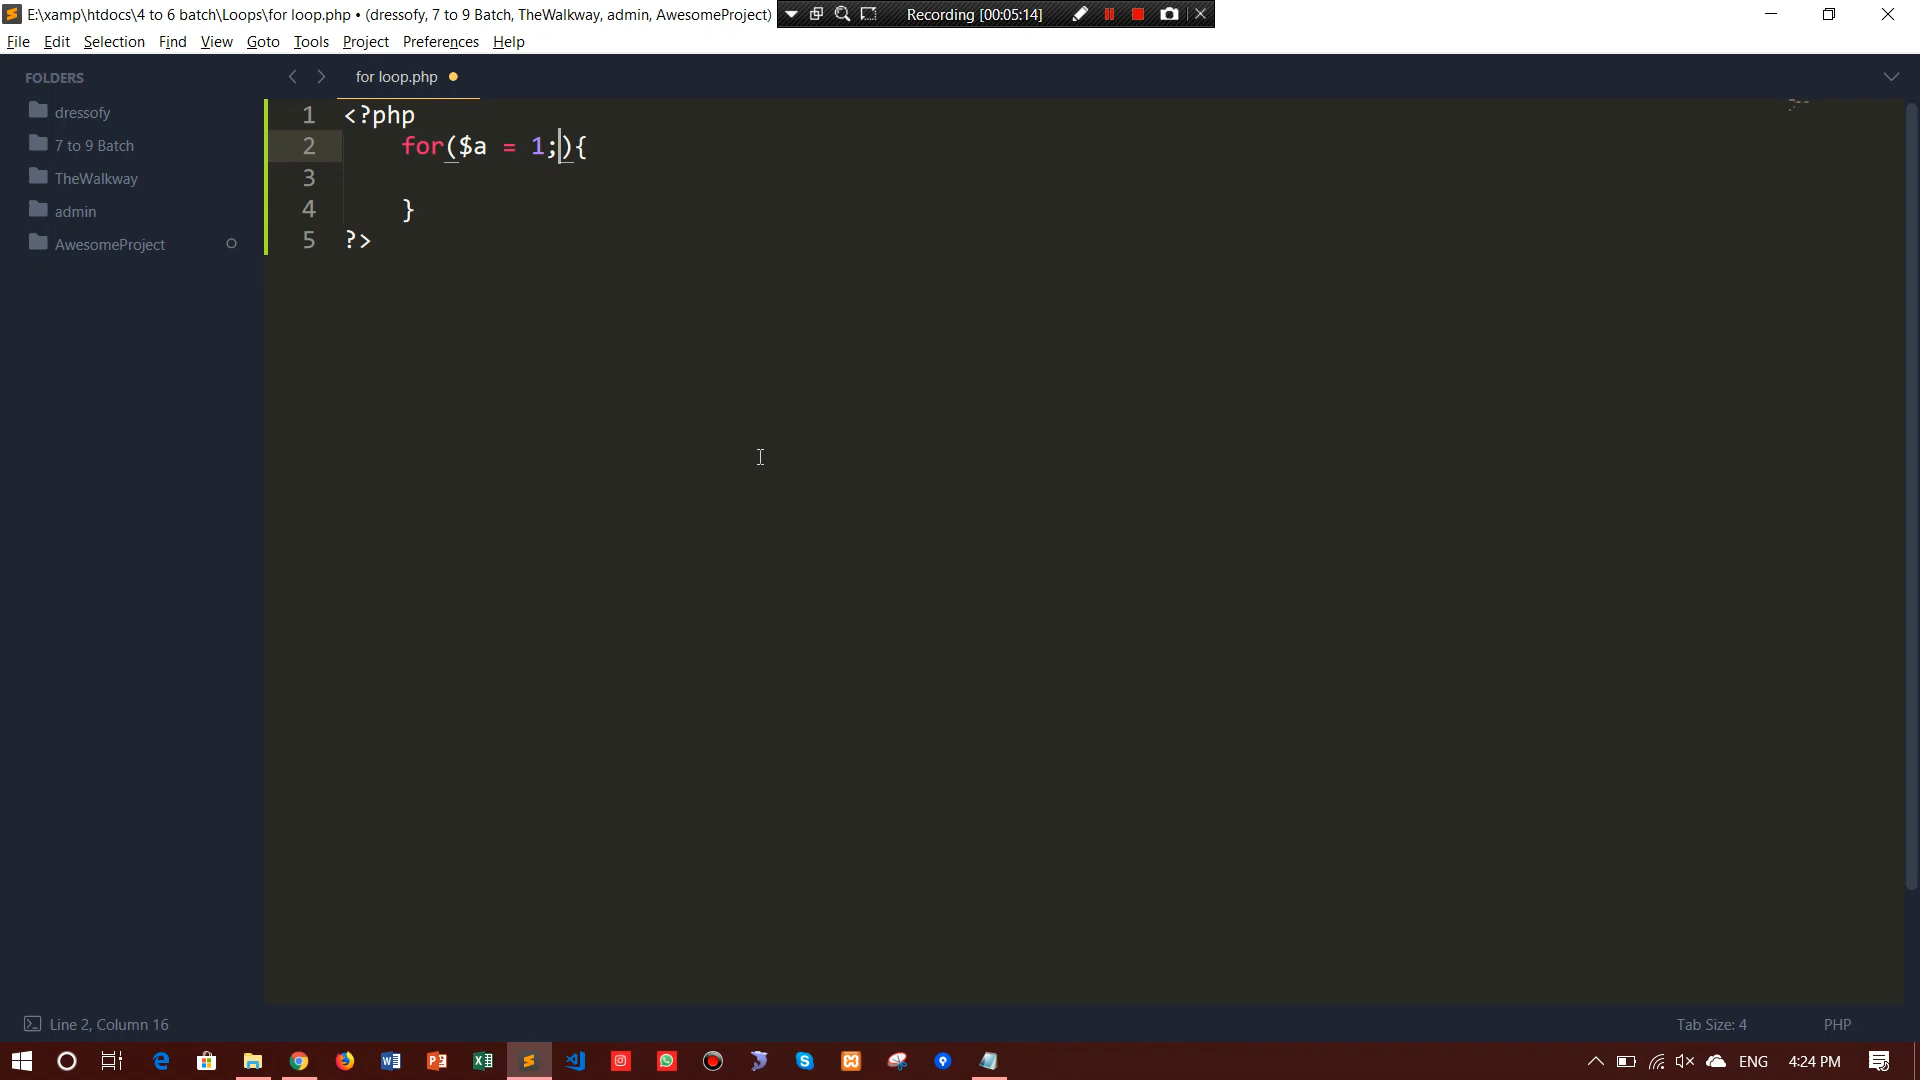 E:\xamp\htdocs\4 to 6 batch\Loops\for loop.php • (dressofy, 7 to 9 Batch, TheWalkway, admin, AwesomeProject)
Recording [00:05:14]
File Edit Selection Find View Goto Tools Project Preferences Help
FOLDERS
dressofy
7 to 9 Batch
TheWalkway
admin
AwesomeProject
for loop.php
1 <?php
2 for($a = 1;){
3
4 }
5 ?>
Line 2, Column 16
Tab Size: 4
PHP
ENG
4:24 PM